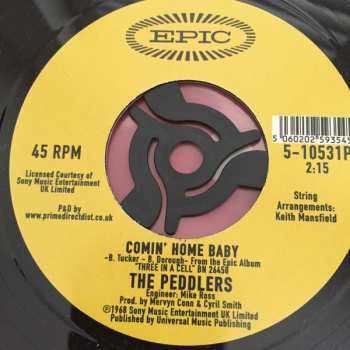 EPIC
5 060202 593545
45 RPM
5-10531P
2:15
Licensed Courtesy of
Sony Music Entertainment
UK Limited
P&D by
www.primedirectdist.co.uk
String
Arrangements:
Keith Mansfield
COMIN' HOME BABY
-B. Tucker - B. Dorough- From the Epic Album
"THREE IN A CELL" BN 26458
THE PEDDLERS
Engineer: Mike Ross
Prod. by Mervyn Conn & Cyril Smith
℗1968 Sony Music Entertainment UK Limited
Published by Universal Music Publishing